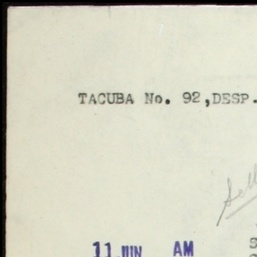 TACUBA No. 92,DESP.
11 JUN AM
S